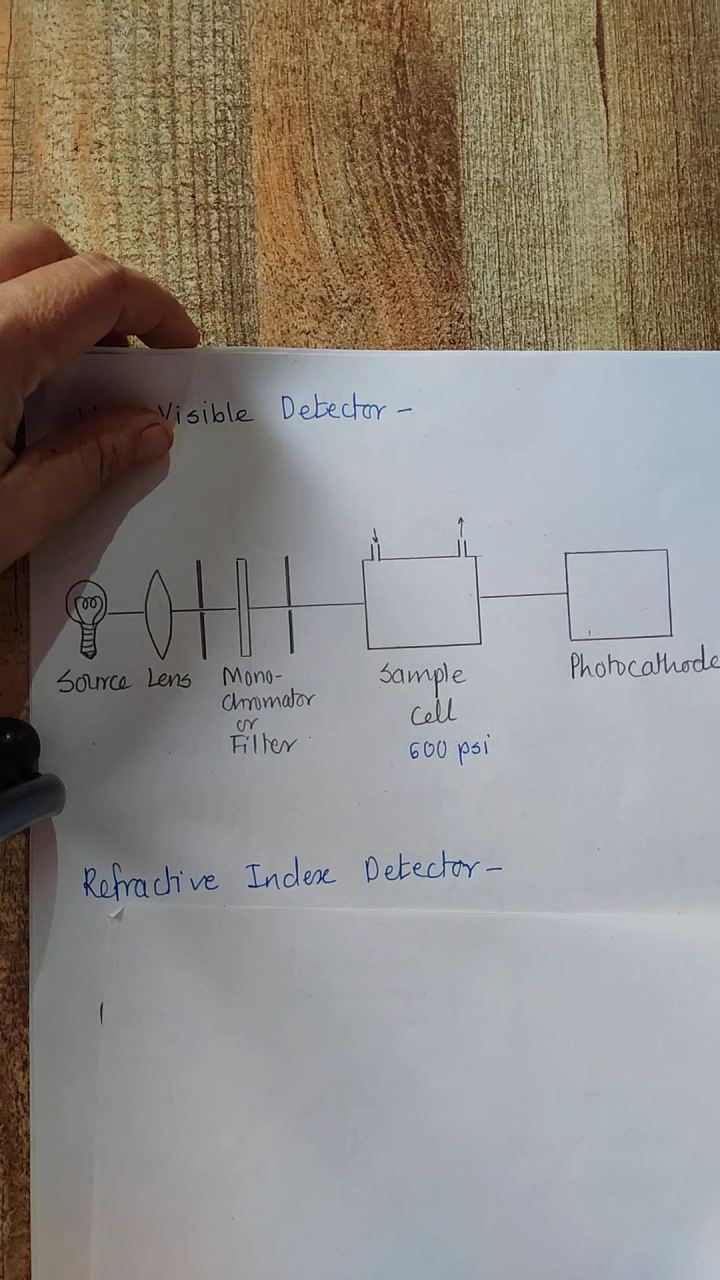 Visible Detector -
Source Lens Mono-
chromator
or
Filter
Sample
Cell
600 psi
Photocathode
Refractive Index Detector -